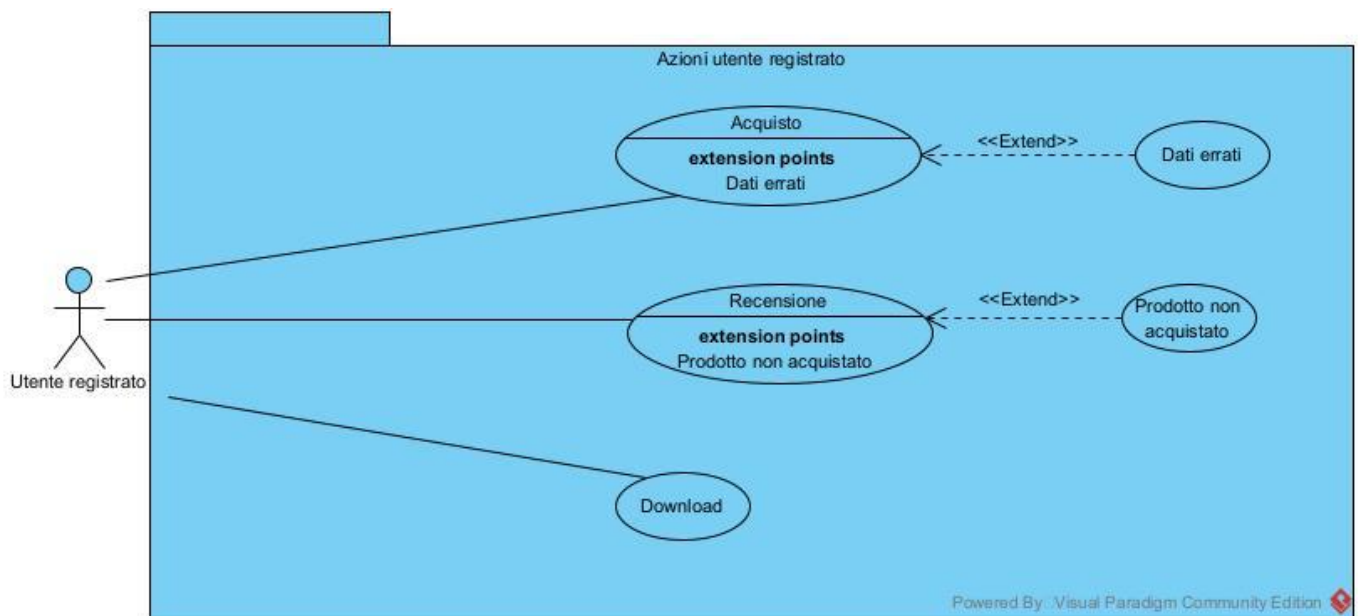 Azioni utente registrato
Acquisto
extension points
Dati errati
<<Extend>>
Dati errati
Recensione
extension points
Prodotto non acquistato
<<Extend>>
Prodotto non
acquistato
Utente registrato
Download
Powered By: Visual Paradigm Community Edition